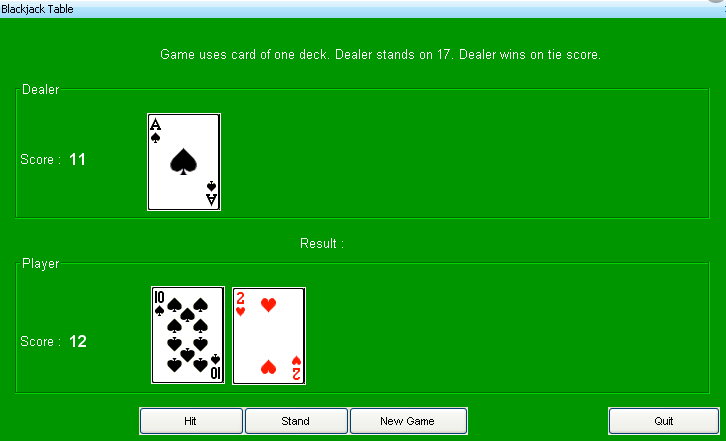 Blackjack Table
Game uses card of one deck. Dealer stands on 17. Dealer wins on tie score.
Dealer
A
Score : 11
A
Result :
Player
10 2
Score : 12
10 2
Hit Stand New Game Quit